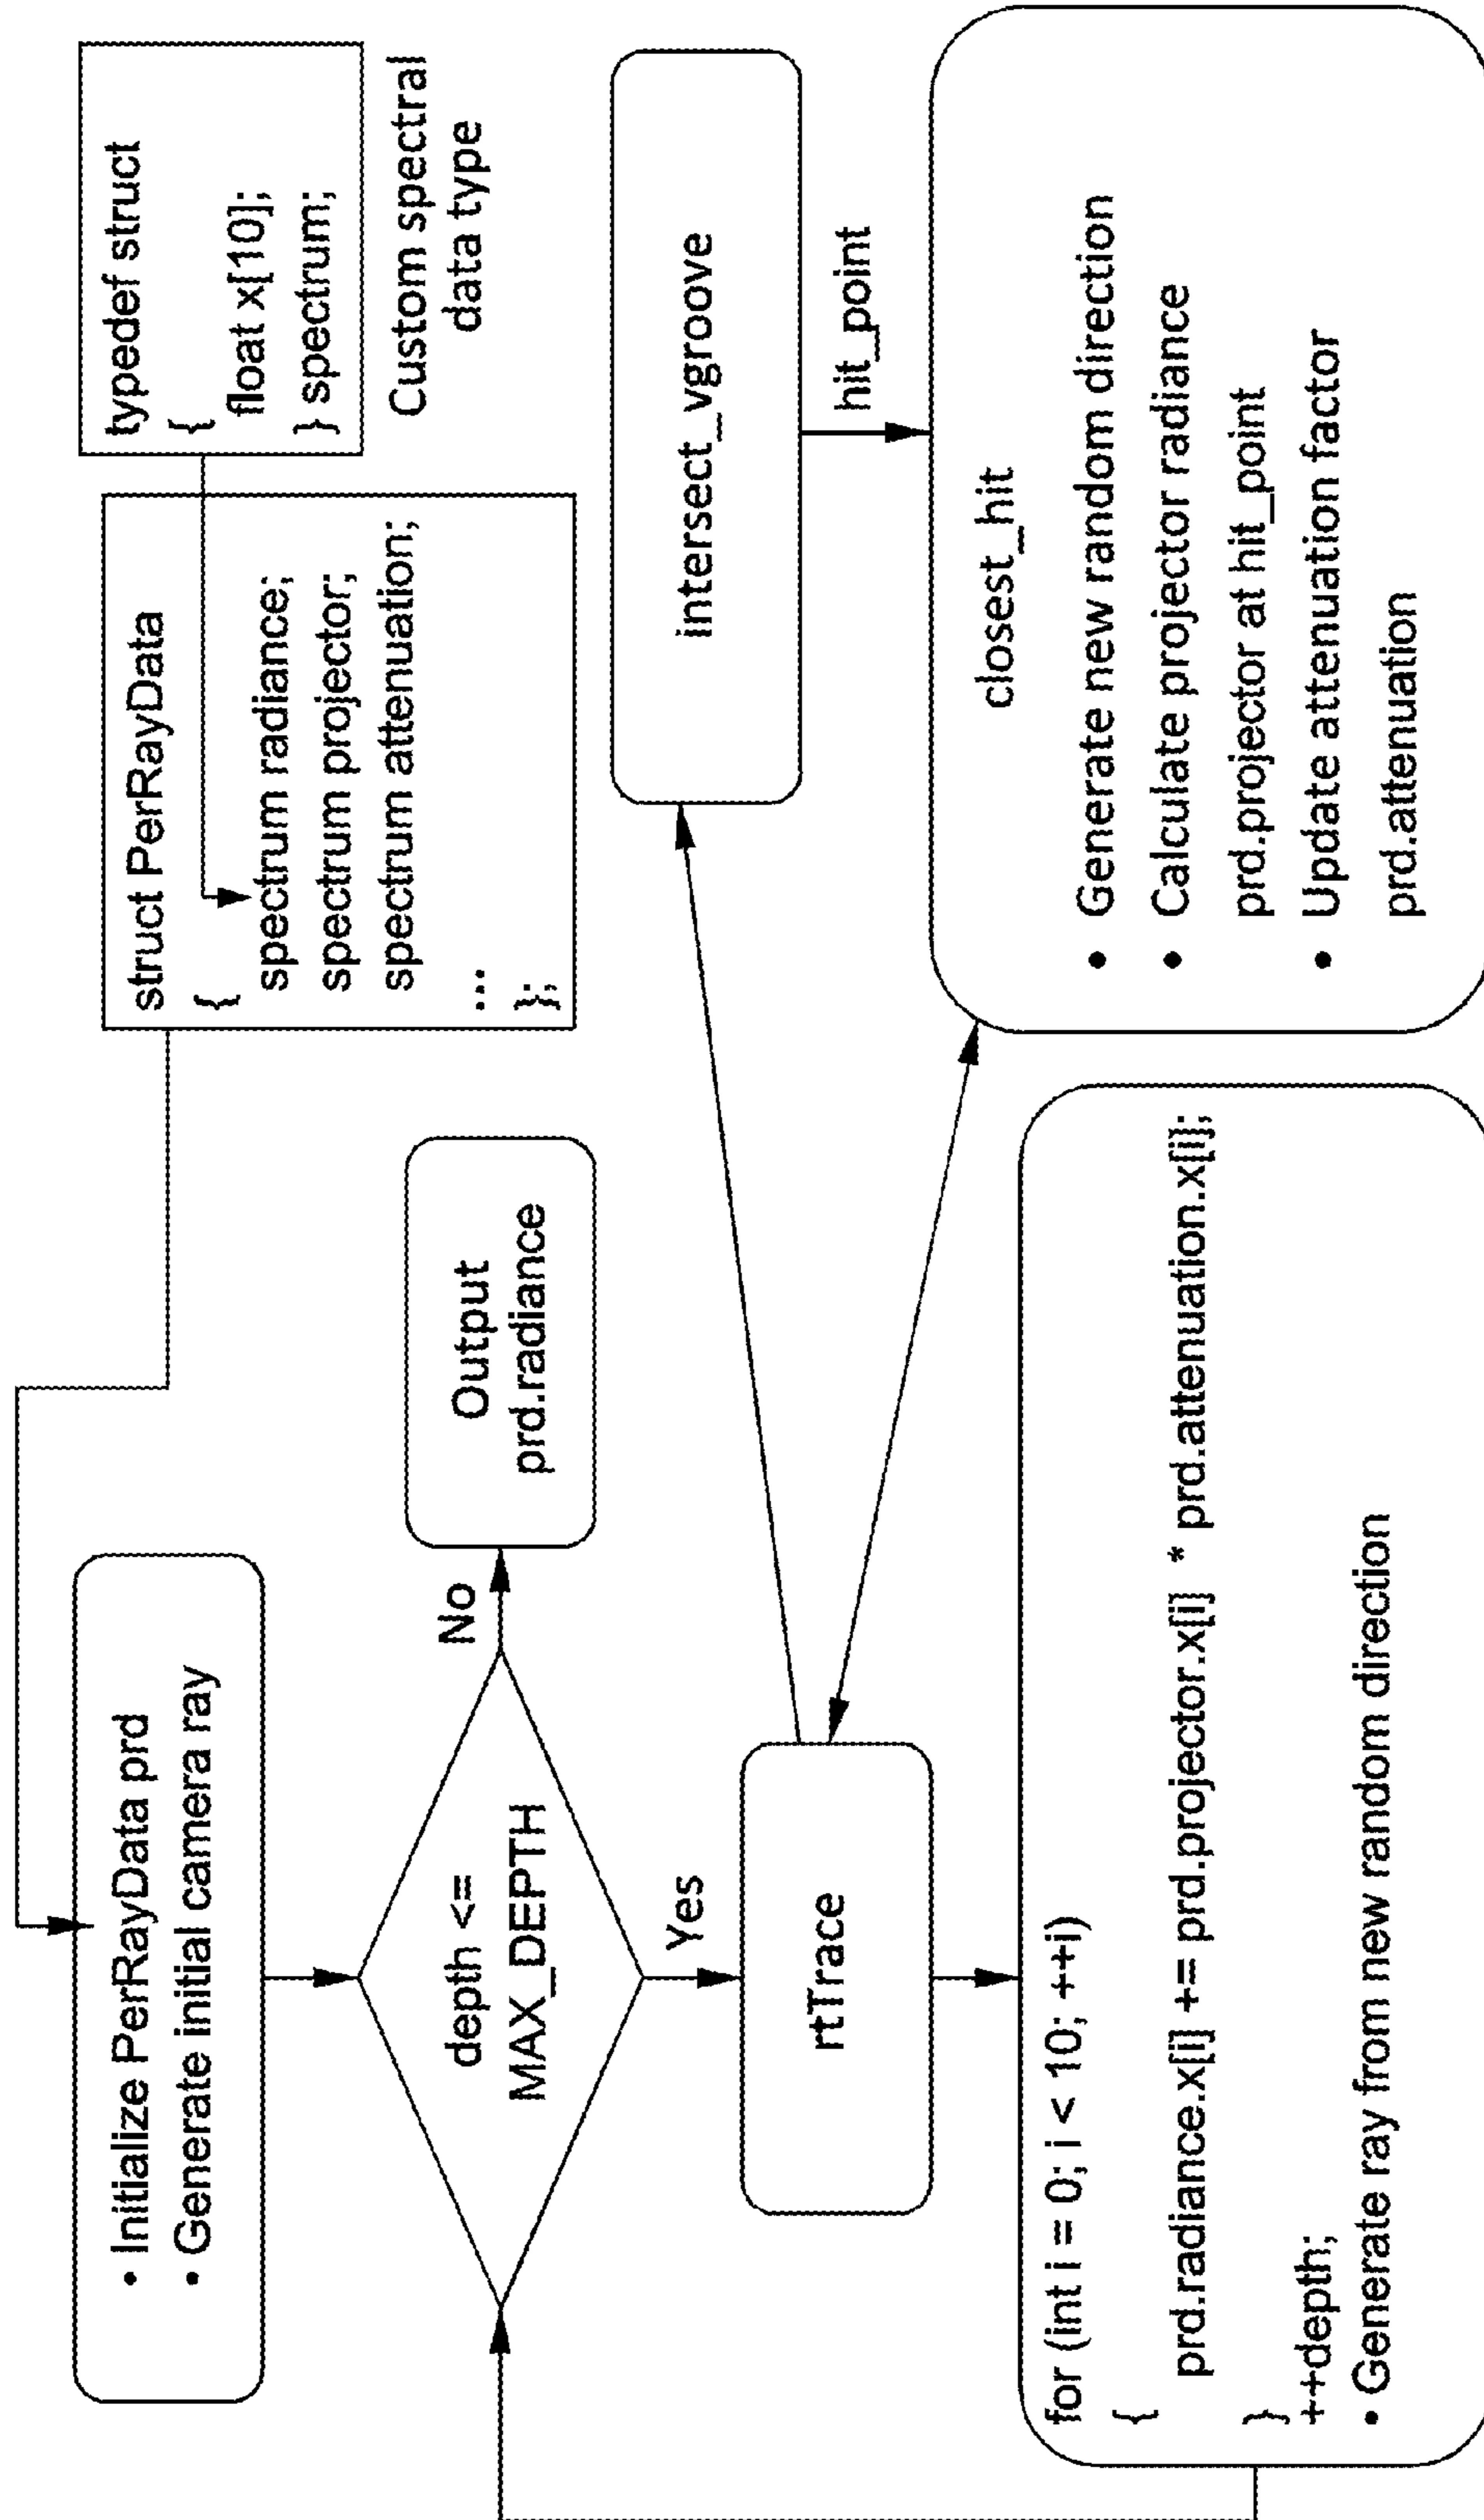 • Initialize PerRayData prd
• Generate initial camera ray
struct PerRayData
{
spectrum radiance;
spectrum projector;
spectrum attenuation;
...
};
typedef struct
{
float x[10];
} spectrum;
Custom spectral
data type
depth <=
MAX_DEPTH
No
Output
prd.radiance
Yes
rtTrace
intersect_vgroove
hit_point
closest_hit
• Generate new random direction
• Calculate projector radiance
prd.projector at hit_point
• Update attenuation factor
prd.attenuation
for (int i = 0; i < 10; ++i)
{
prd.radiance.x[i] += prd.projector.x[i] * prd.attenuation.x[i];
}
++depth;
• Generate ray from new random direction